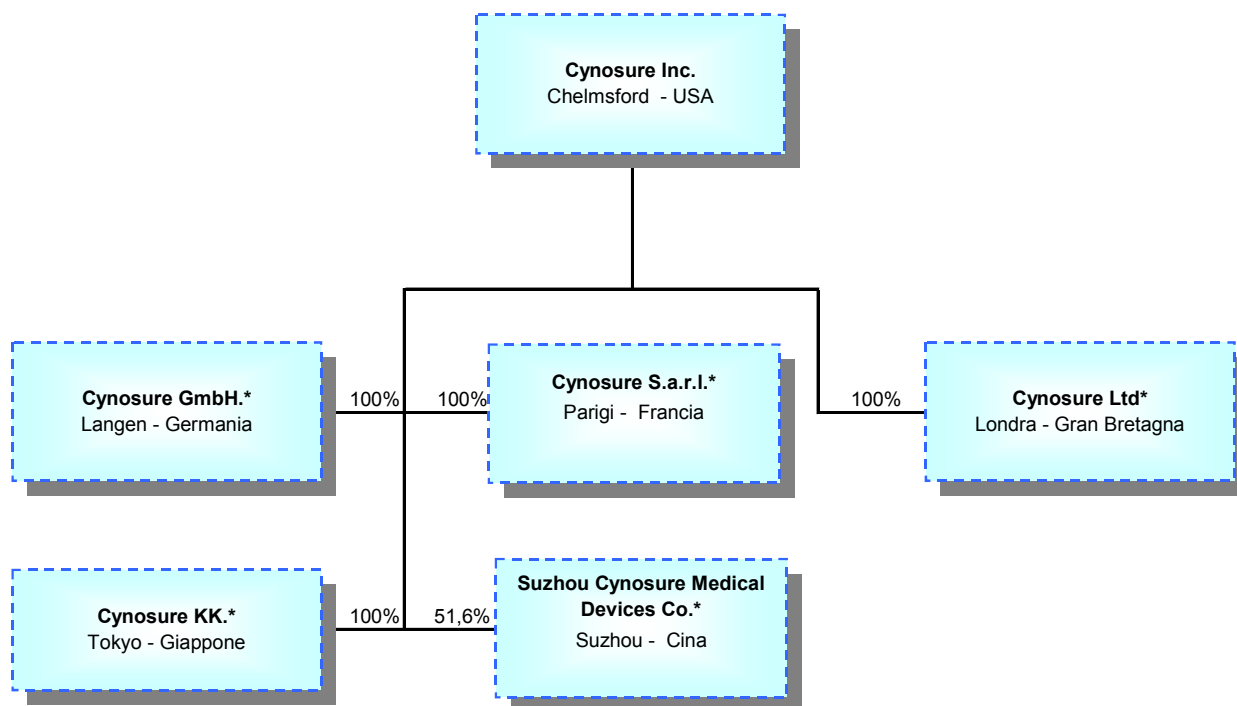 Cynosure Inc.
Chelmsford - USA
Cynosure GmbH.*
Langen - Germania
100%
100%
Cynosure S.a.r.l.*
Parigi - Francia
100%
Cynosure Ltd*
Londra - Gran Bretagna
Cynosure KK.*
Tokyo - Giappone
100%
51,6%
Suzhou Cynosure Medical
Devices Co.*
Suzhou - Cina